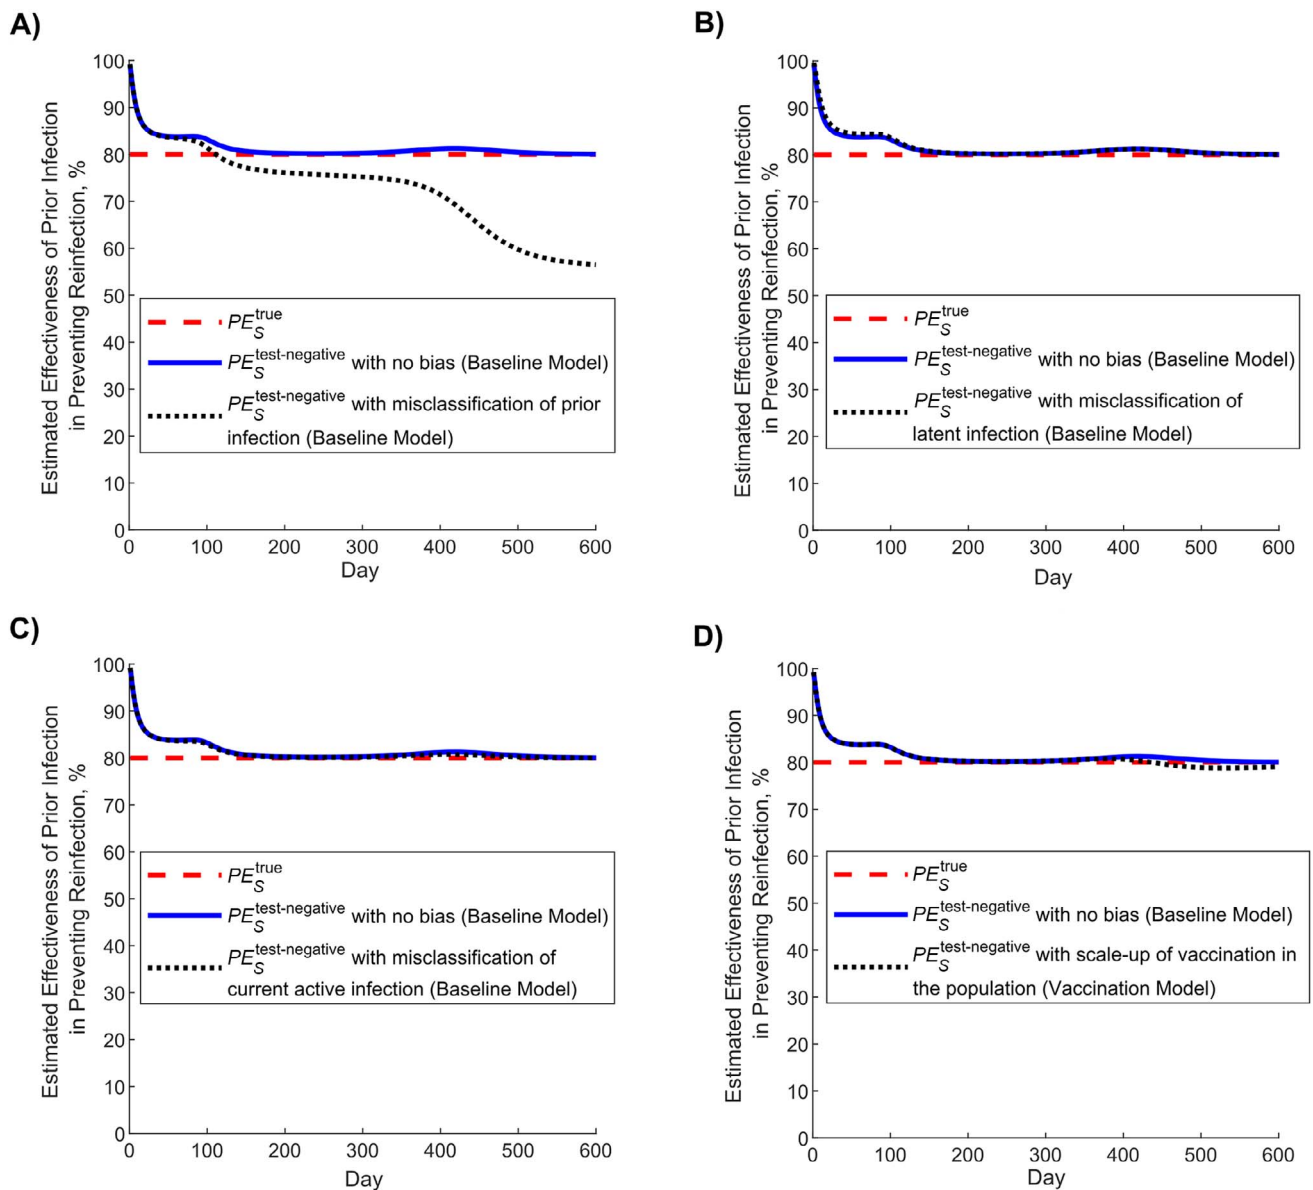 A)
Estimated Effectiveness of Prior Infection
in Preventing Reinfection, %
100
90
80
70
60
50
40
30
20
10
0
PE_S^true
PE_S^test-negative with no bias (Baseline Model)
PE_S^test-negative with misclassification of prior
infection (Baseline Model)
0 100 200 300 400 500 600
Day
B)
Estimated Effectiveness of Prior Infection
in Preventing Reinfection, %
100
90
80
70
60
50
40
30
20
10
0
PE_S^true
PE_S^test-negative with no bias (Baseline Model)
PE_S^test-negative with misclassification of
latent infection (Baseline Model)
0 100 200 300 400 500 600
Day
C)
Estimated Effectiveness of Prior Infection
in Preventing Reinfection, %
100
90
80
70
60
50
40
30
20
10
0
PE_S^true
PE_S^test-negative with no bias (Baseline Model)
PE_S^test-negative with misclassification of
current active infection (Baseline Model)
0 100 200 300 400 500 600
Day
D)
Estimated Effectiveness of Prior Infection
in Preventing Reinfection, %
100
90
80
70
60
50
40
30
20
10
0
PE_S^true
PE_S^test-negative with no bias (Baseline Model)
PE_S^test-negative with scale-up of vaccination in
the population (Vaccination Model)
0 100 200 300 400 500 600
Day